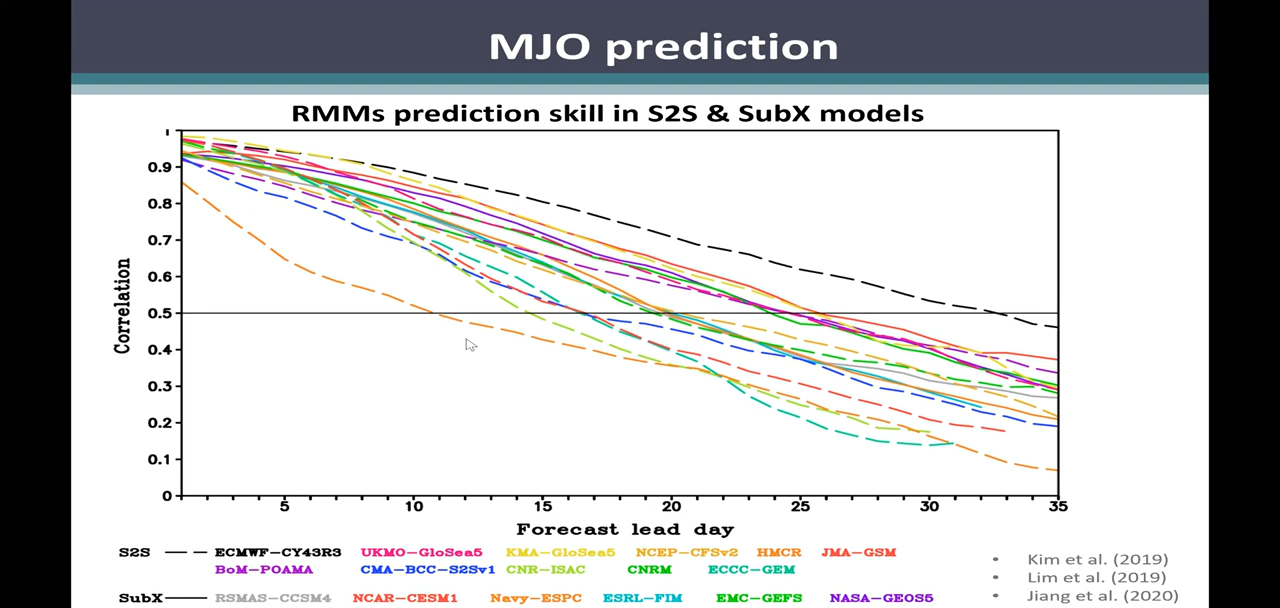 MJO prediction
RMMs prediction skill in S2S & SubX models
1
0.9
0.8
0.7
0.6
0.5
0.4
0.3
0.2
0.1
0
Correlation
5 10 15 20 25 30 35
Forecast lead day
S2S ECMWF-CY43R3 UKMO-GloSea5 KMA-GloSea5 NCEP-CFSv2 HMCR JMA-GSM
BoM-POAMA CMA-BCC-S2Sv1 CNR-ISAC CNRM ECCC-GEM
SubX RSMAS-CCSM4 NCAR-CESM1 Navy-ESPC ESRL-FIM EMC-GEFS NASA-GEOS5
• Kim et al. (2019)
• Lim et al. (2019)
• Jiang et al. (2020)